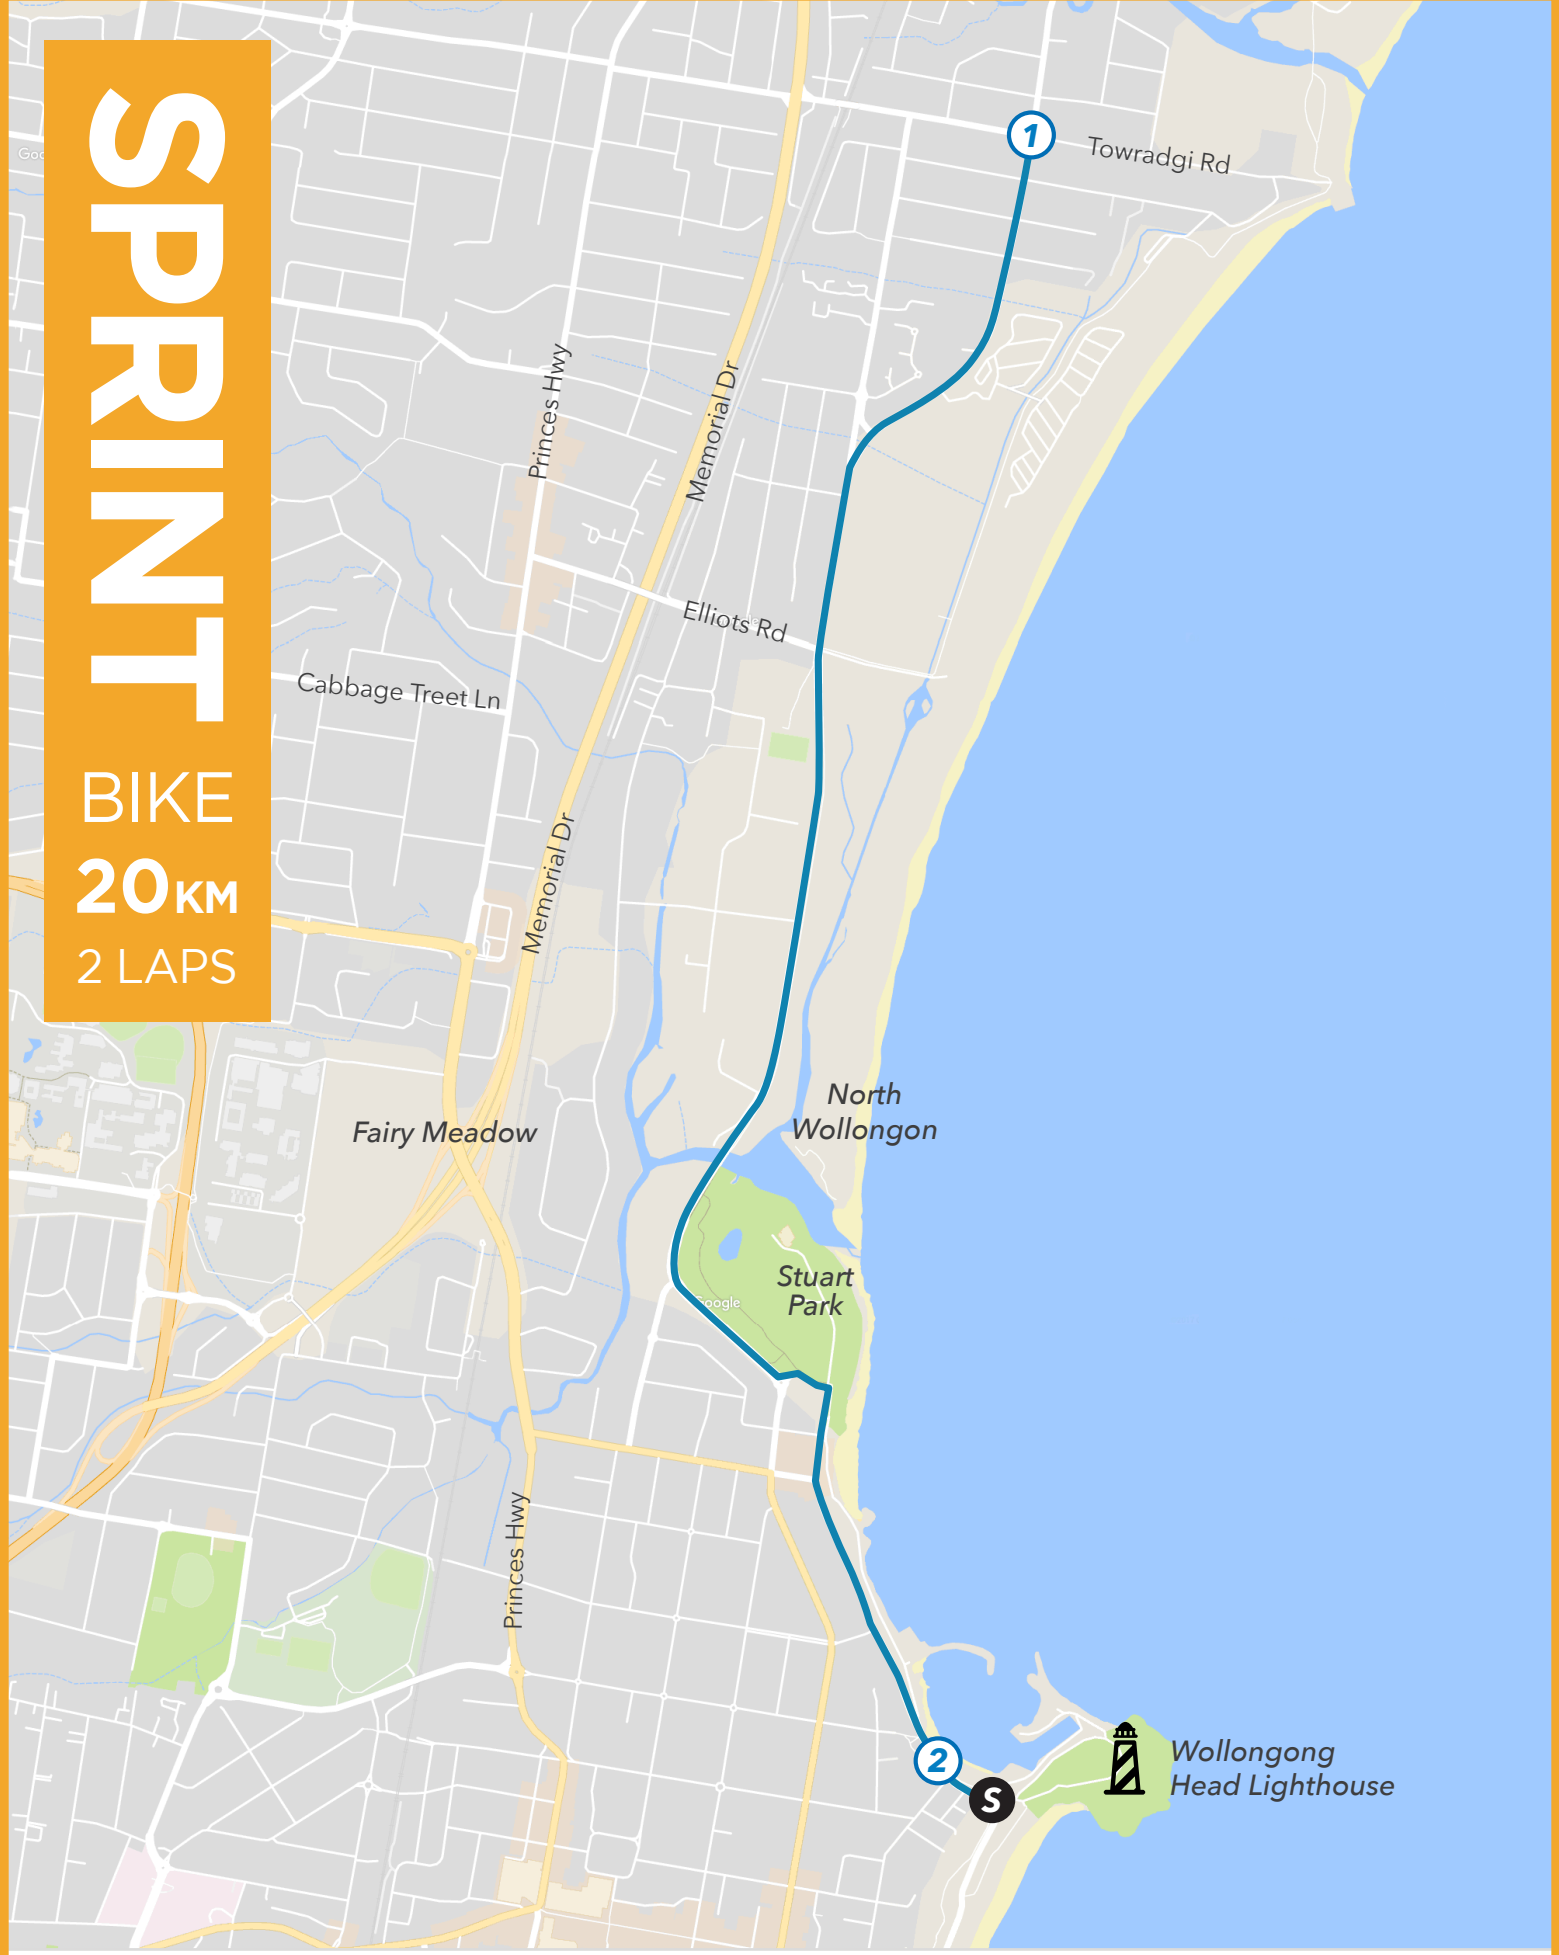 SPRINT
BIKE
20KM
2 LAPS
Goo
1
Towradgi Rd
Princes Hwy
Memorial Dr
Elliots Rd
Cabbage Treet Ln
Memorial Dr
North
Wollongon
Fairy Meadow
Stuart
Park
Google
Princes Hwy
2
S
Wollongong
Head Lighthouse